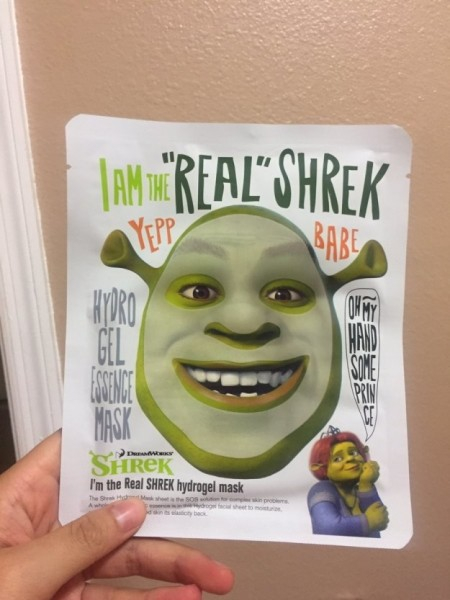 I AM THE "REAL" SHREK
YEPP
BABE
HYDRO
GEL
ESSENCE
MASK
OH MY
HAND
SOME
PRIN
CE
DREAMWORKS
SHREK
I'm the Real SHREK hydrogel mask
The Shrek Mask sheet is the SOS solution for complex skin problems.
A hydrogel facial sheet to moisturize,
skin its elasticity back.